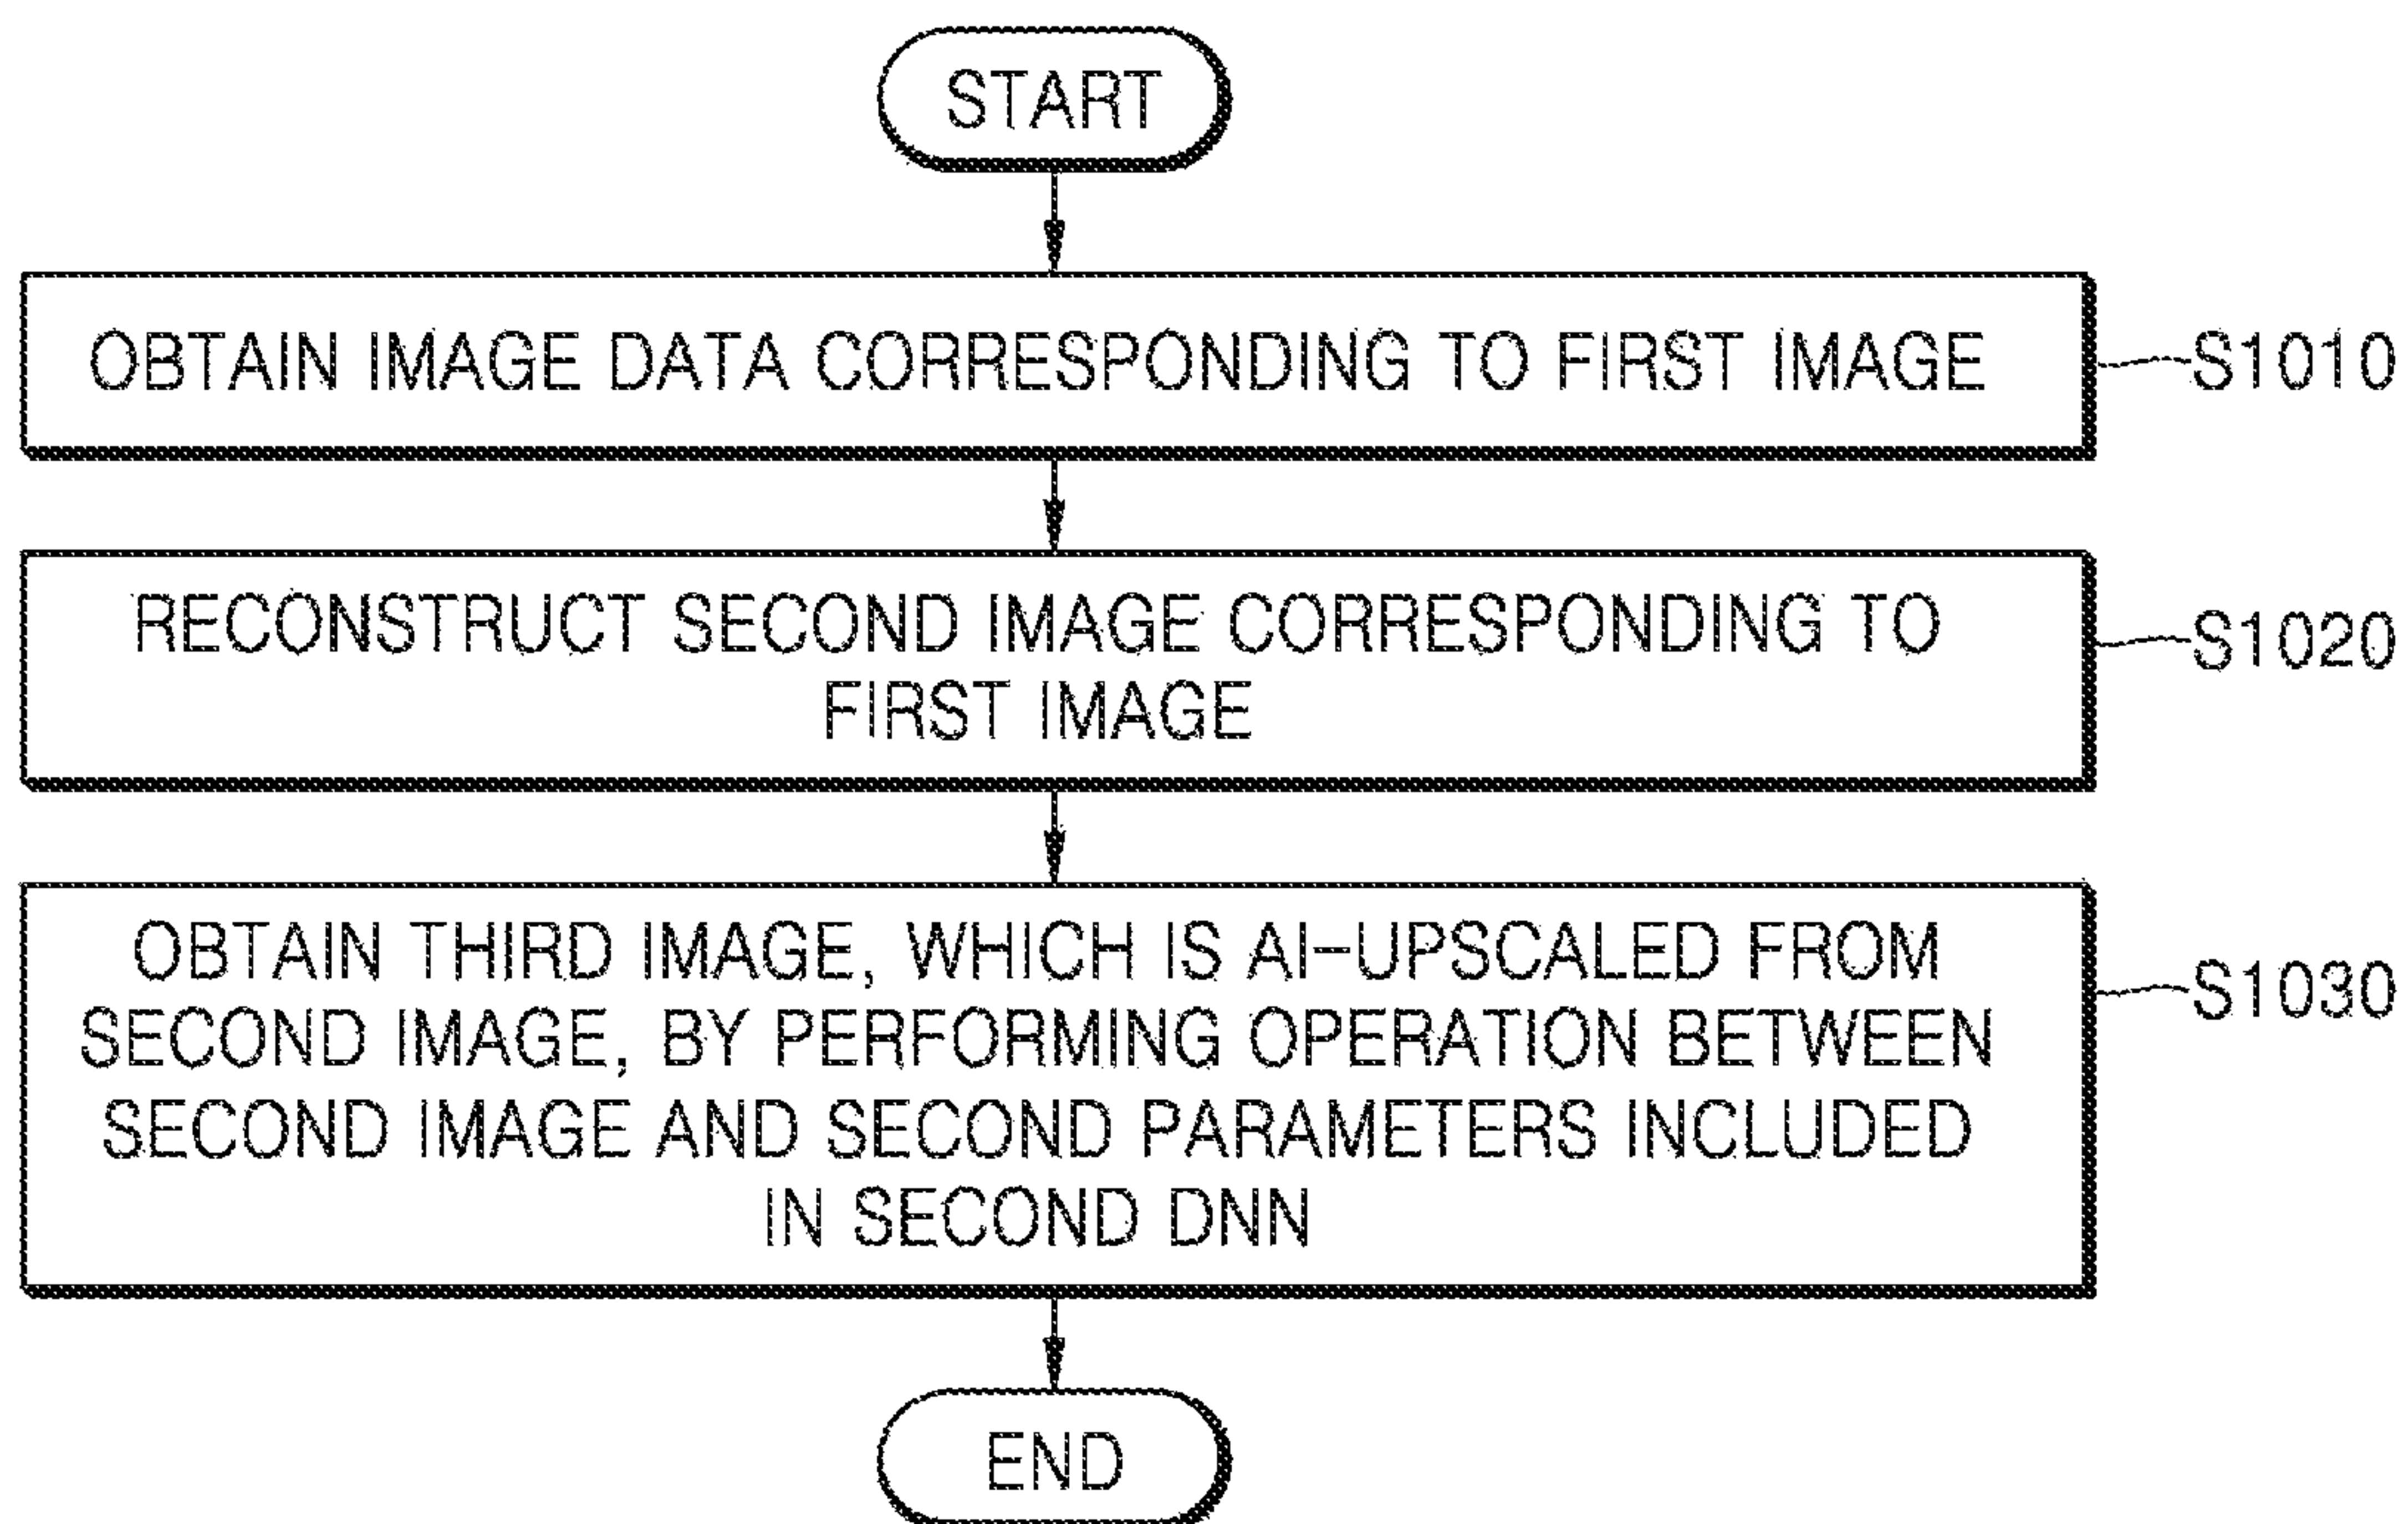 START
OBTAIN IMAGE DATA CORRESPONDING TO FIRST IMAGE
S1010
RECONSTRUCT SECOND IMAGE CORRESPONDING TO
FIRST IMAGE
S1020
OBTAIN THIRD IMAGE, WHICH IS AI-UPSCALED FROM
SECOND IMAGE, BY PERFORMING OPERATION BETWEEN
SECOND IMAGE AND SECOND PARAMETERS INCLUDED
IN SECOND DNN
S1030
END